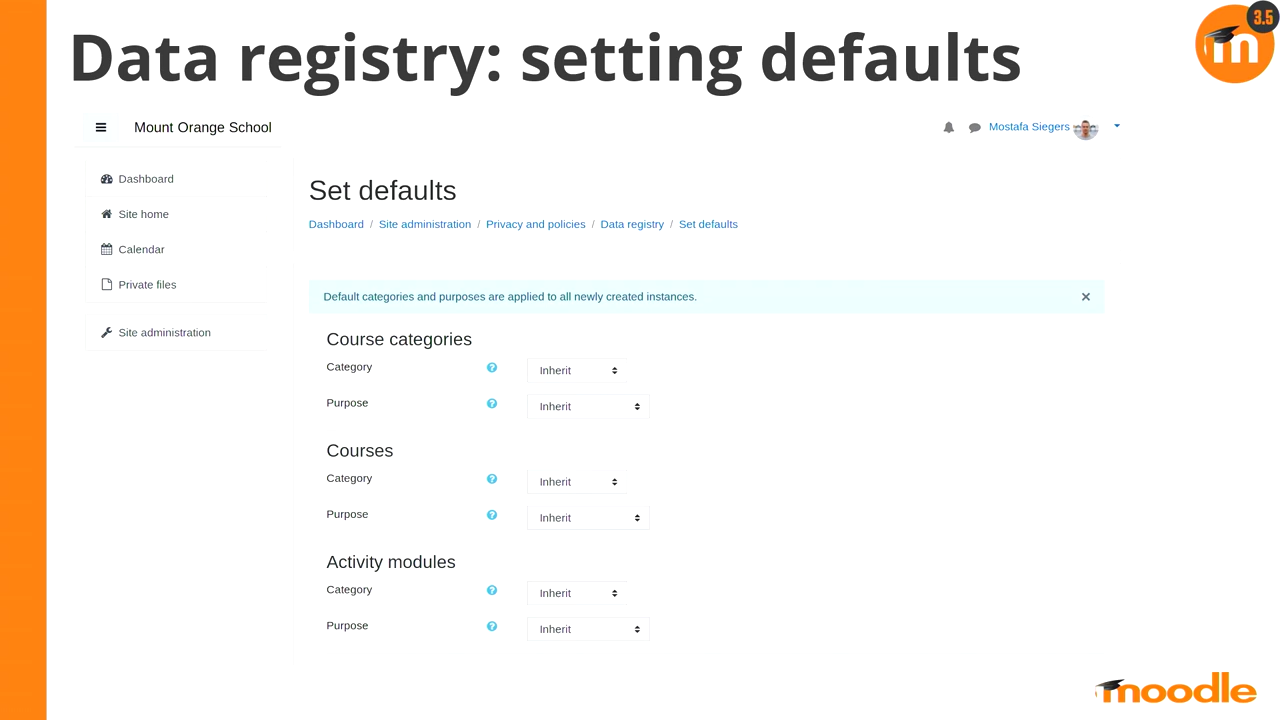 Data registry: setting defaults
3.5
m
Mount Orange School
Mostafa Siegers
Dashboard
Site home
Calendar
Private files
Site administration
Set defaults
Dashboard / Site administration / Privacy and policies / Data registry / Set defaults
Default categories and purposes are applied to all newly created instances. ×
Course categories
Category ? Inherit
Purpose ? Inherit
Courses
Category ? Inherit
Purpose ? Inherit
Activity modules
Category ? Inherit
Purpose ? Inherit
moodle